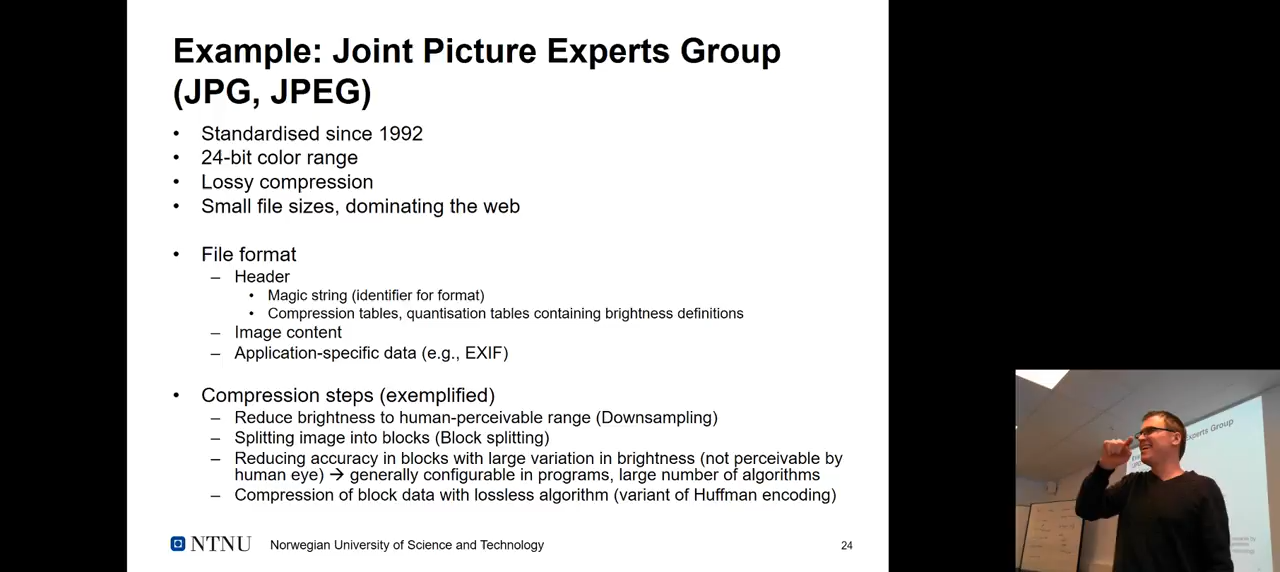 Example: Joint Picture Experts Group
(JPG, JPEG)
• Standardised since 1992
• 24-bit color range
• Lossy compression
• Small file sizes, dominating the web
• File format
– Header
• Magic string (identifier for format)
• Compression tables, quantisation tables containing brightness definitions
– Image content
– Application-specific data (e.g., EXIF)
• Compression steps (exemplified)
– Reduce brightness to human-perceivable range (Downsampling)
– Splitting image into blocks (Block splitting)
– Reducing accuracy in blocks with large variation in brightness (not perceivable by
human eye) → generally configurable in programs, large number of algorithms
– Compression of block data with lossless algorithm (variant of Huffman encoding)
NTNU Norwegian University of Science and Technology 24
Experts Group